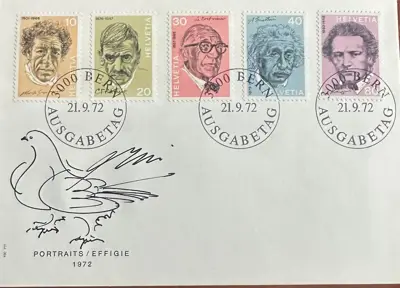 10
HELVETIA
20
HELVETIA
30
HELVETIA
40
HELVETIA
80
HELVETIA
3000 BERN
21.9.72
AUSGABETAG
3000 BERN
21.9.72
AUSGABETAG
3000 BERN
21.9.72
AUSGABETAG
PORTRAITS/EFFIGIE
1972